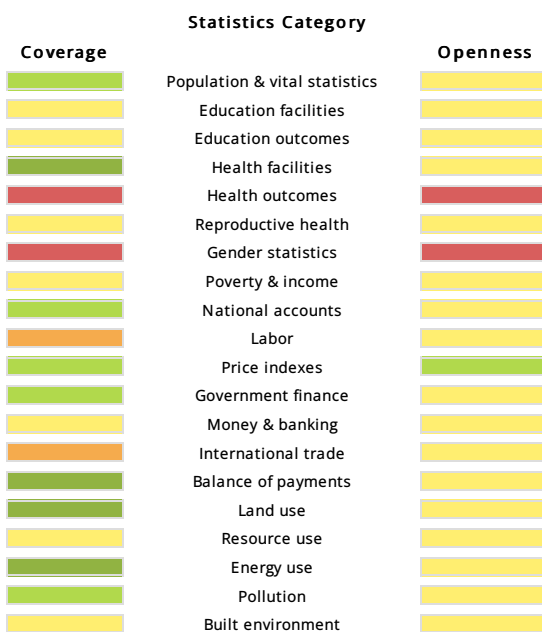 Statistics Category
Coverage Openness
Population & vital statistics
Education facilities
Education outcomes
Health facilities
Health outcomes
Reproductive health
Gender statistics
Poverty & income
National accounts
Labor
Price indexes
Government finance
Money & banking
International trade
Balance of payments
Land use
Resource use
Energy use
Pollution
Built environment